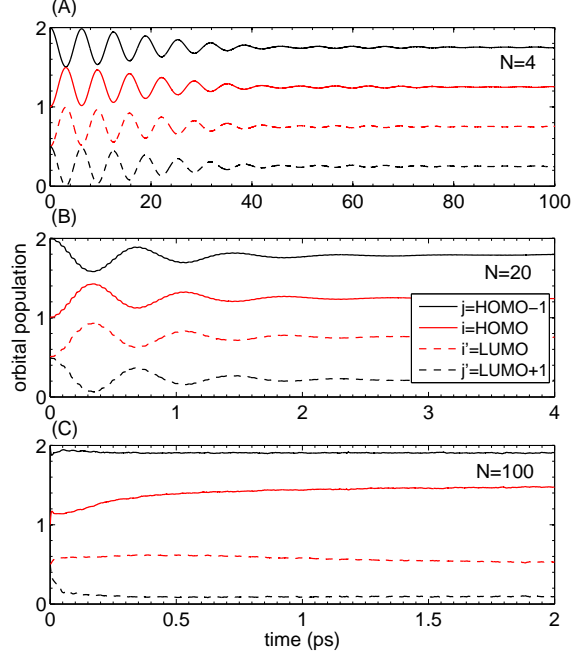 (A)
2
1
0
N=4
0 20 40 60 80 100
(B)
2
1
0
N=20
j=HOMO−1
i=HOMO
i'=LUMO
j'=LUMO+1
0 1 2 3 4
orbital population
(C)
2
1
0
N=100
0 0.5 1 1.5 2
time (ps)